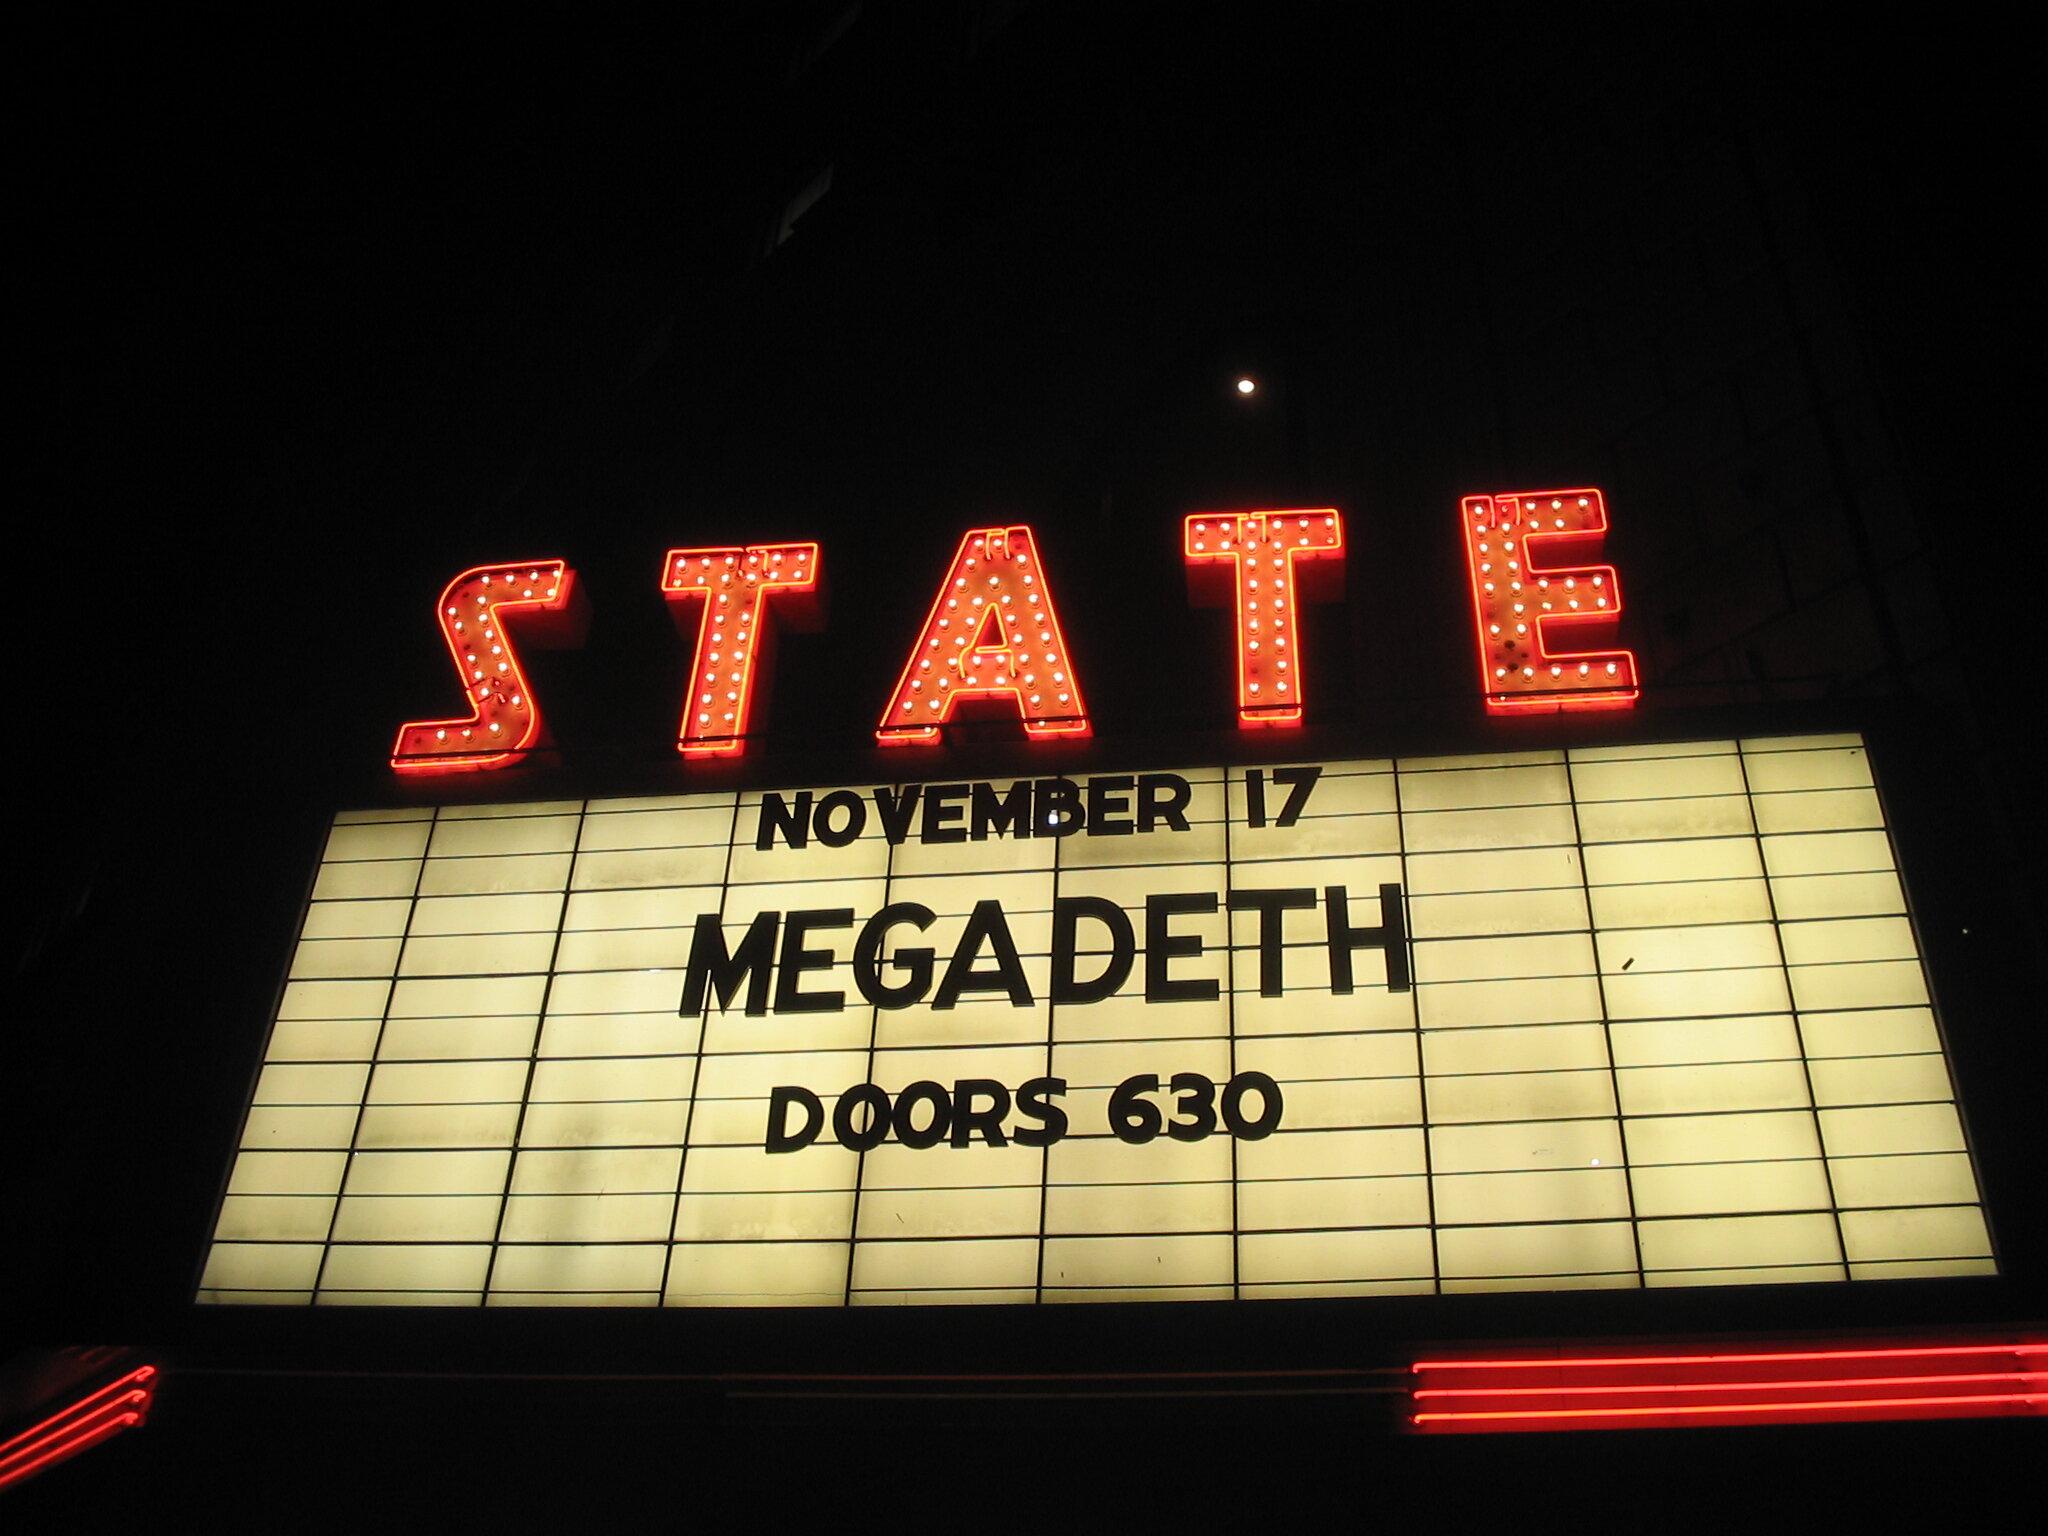 STATE
NOVEMBER 17
MEGADETH
DOORS 630